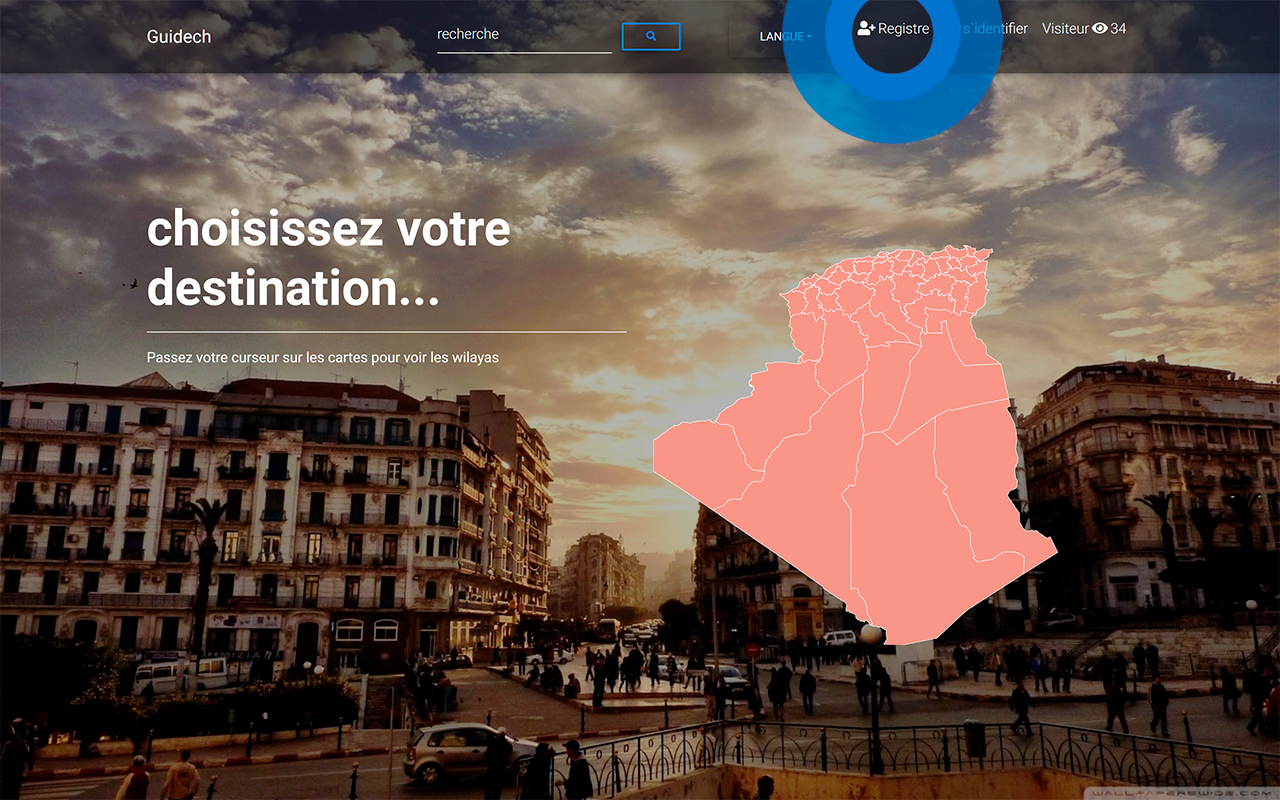 Guidech
recherche
LANGUE
Registre
s`identifier
Visiteur 34
choisissez votre
destination...
Passez votre curseur sur les cartes pour voir les wilayas
WALLPAPERSWIDE.COM